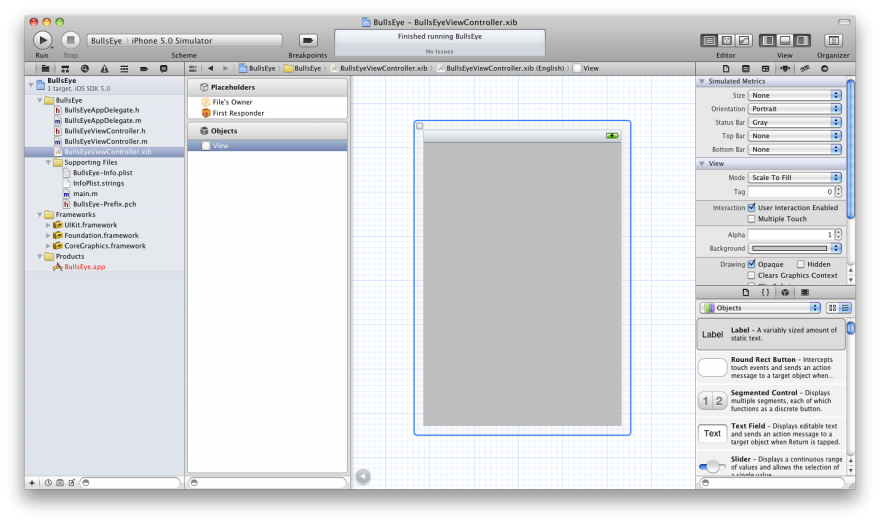 BullsEye – BullsEyeViewController.xib
BullsEye
iPhone 5.0 Simulator
Finished running BullsEye
No Issues
Run
Stop
Scheme
Breakpoints
Editor
View
Organizer
BullsEye
BullsEye
BullsEyeViewController.xib
BullsEyeViewController.xib (English)
View
BullsEye
1 target, iOS SDK 5.0
BullsEye
BullsEyeAppDelegate.h
BullsEyeAppDelegate.m
BullsEyeViewController.h
BullsEyeViewController.m
BullsEyeViewController.xib
Supporting Files
BullsEye-Info.plist
InfoPlist.strings
main.m
BullsEye-Prefix.pch
Frameworks
UIKit.framework
Foundation.framework
CoreGraphics.framework
Products
BullsEye.app
Placeholders
File's Owner
First Responder
Objects
View
Simulated Metrics
Size None
Orientation Portrait
Status Bar Gray
Top Bar None
Bottom Bar None
View
Mode Scale To Fill
Tag 0
Interaction User Interaction Enabled
Multiple Touch
Alpha 1
Background
Drawing Opaque Hidden
Clears Graphics Context
Objects
Label
Label – A variably sized amount of
static text.
Round Rect Button – Intercepts
touch events and sends an action
message to a target object when...
1 2
Segmented Control – Displays
multiple segments, each of which
functions as a discrete button.
Text
Text Field – Displays editable text
and sends an action message to a
target object when Return is tapped.
Slider – Displays a continuous range
of values and allows the selection of
a single value